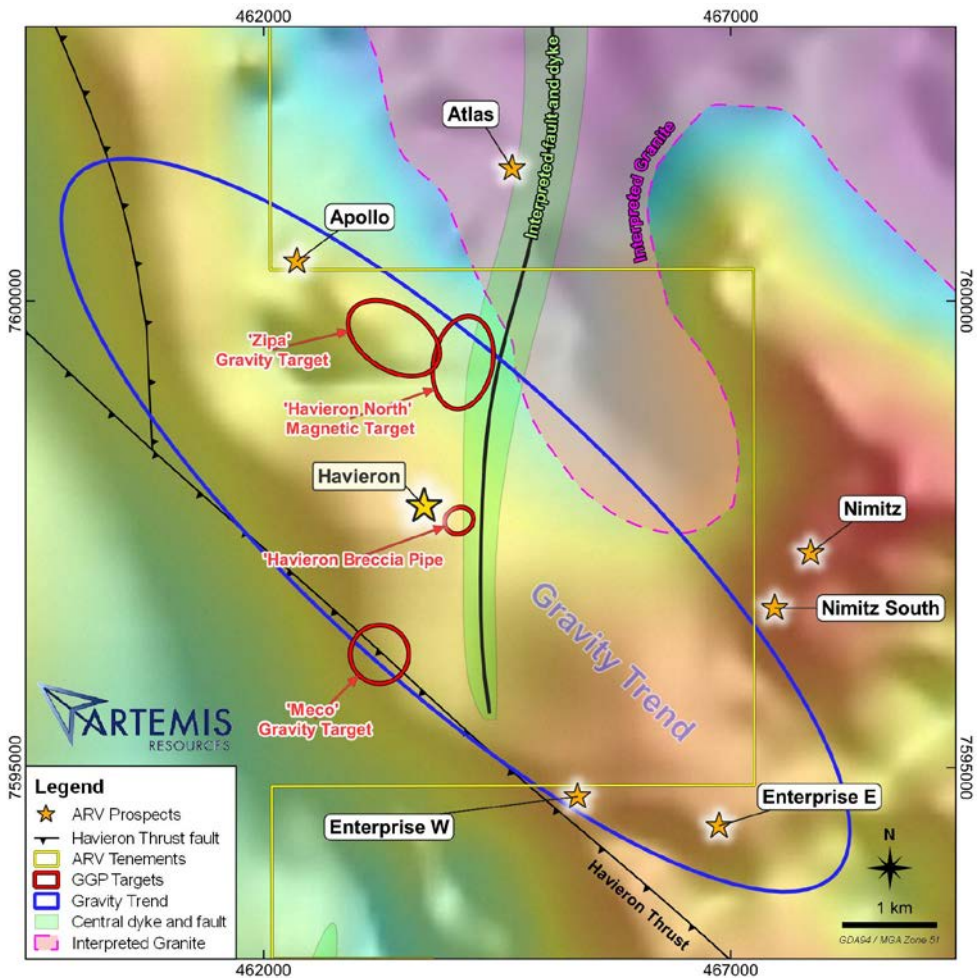 462000
467000
Atlas
Interpreted fault and dyke
Interpreted Granite
Apollo
7600000
7600000
'Zipa'
Gravity Target
'Havieron North'
Magnetic Target
Havieron
'Havieron Breccia Pipe
Nimitz
Nimitz South
Gravity Trend
'Meco'
Gravity Target
ARTEMIS
RESOURCES
7595000
7595000
Enterprise W
Enterprise E
Havieron Thrust
Legend
ARV Prospects
Havieron Thrust fault
ARV Tenements
GGP Targets
Gravity Trend
Central dyke and fault
Interpreted Granite
N
1 km
GDA94 / MGA Zone 51
462000
467000